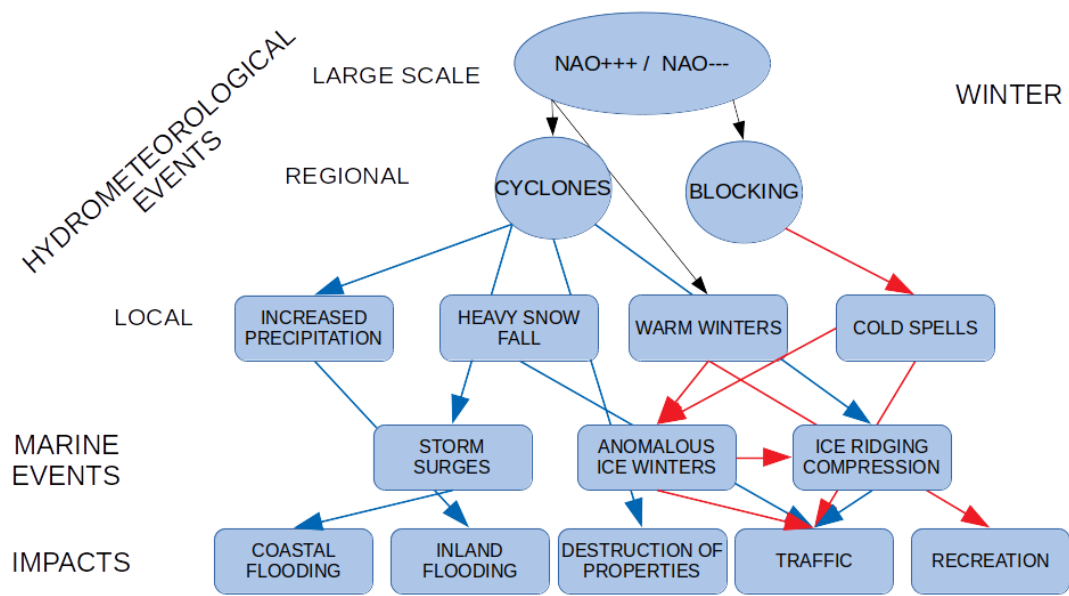 HYDROMETEOROLOGICAL
EVENTS
LARGE SCALE
NAO+++ / NAO---
WINTER
REGIONAL
CYCLONES
BLOCKING
LOCAL
INCREASED
PRECIPITATION
HEAVY SNOW
FALL
WARM WINTERS
COLD SPELLS
MARINE
EVENTS
STORM
SURGES
ANOMALOUS
ICE WINTERS
ICE RIDGING
COMPRESSION
IMPACTS
COASTAL
FLOODING
INLAND
FLOODING
DESTRUCTION OF
PROPERTIES
TRAFFIC
RECREATION